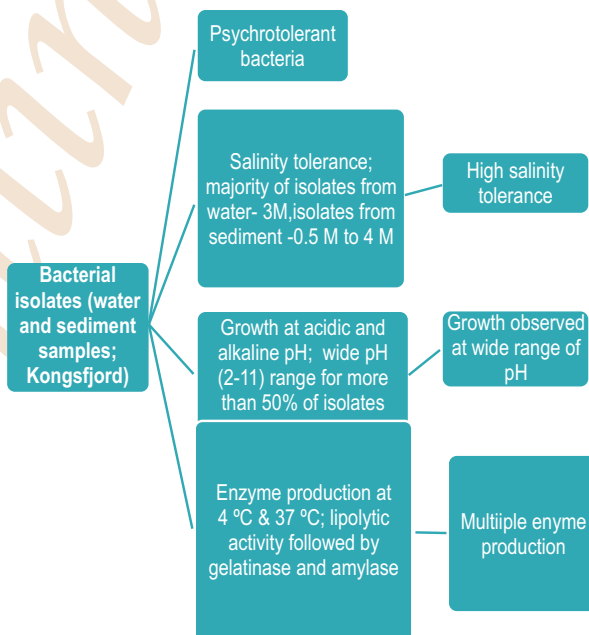 Psychrotolerant
bacteria
Salinity tolerance;
majority of isolates from
water- 3M,isolates from
sediment -0.5 M to 4 M
High salinity
tolerance
Bacterial
isolates (water
and sediment
samples;
Kongsfjord)
Growth at acidic and
alkaline pH; wide pH
(2-11) range for more
than 50% of isolates
Growth observed
at wide range of
pH
Enzyme production at
4 ºC & 37 ºC; lipolytic
activity followed by
gelatinase and amylase
Multiiple enyme
production